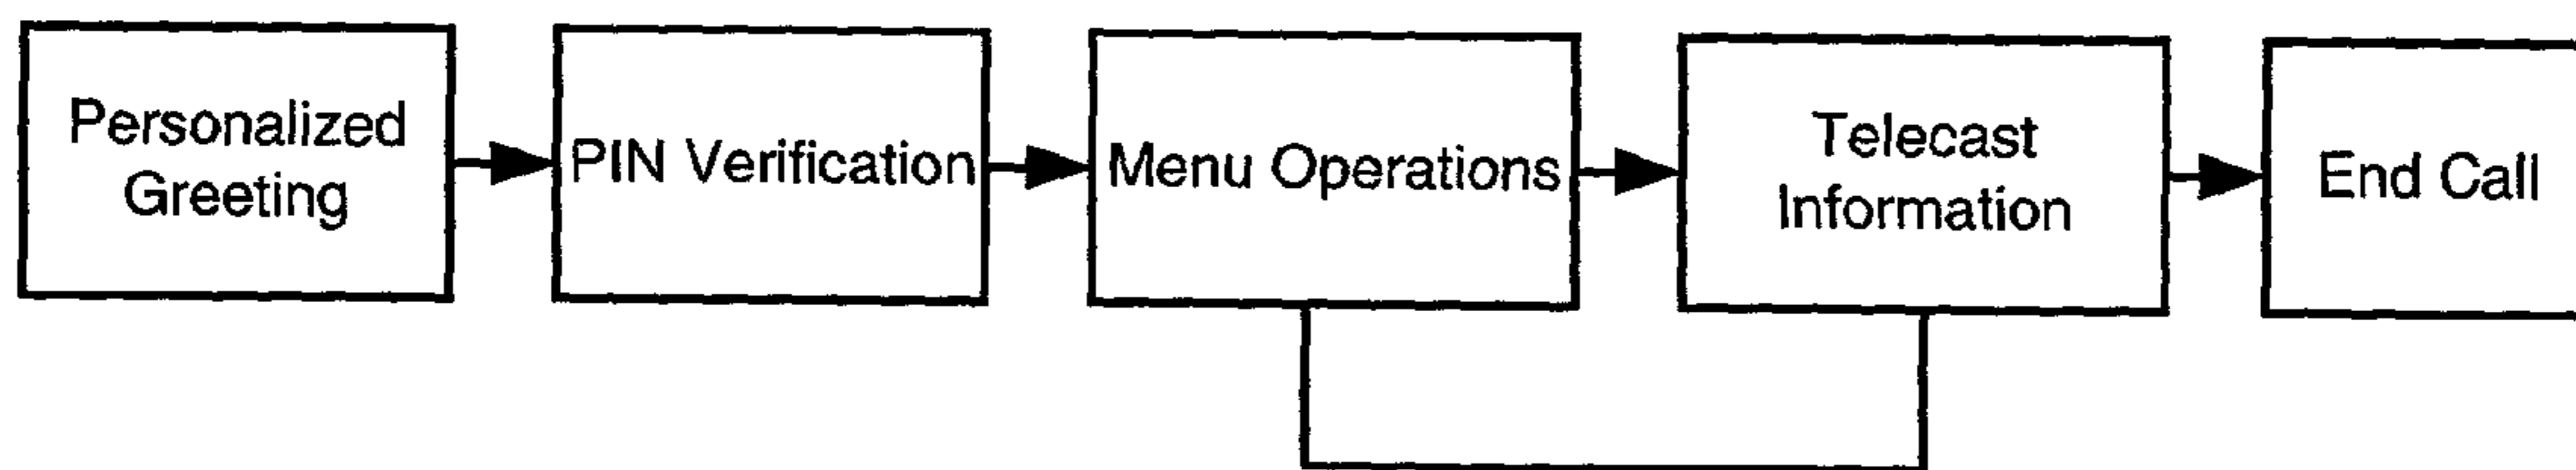 Personalized
Greeting
PIN Verification
Menu Operations
Telecast
Information
End Call